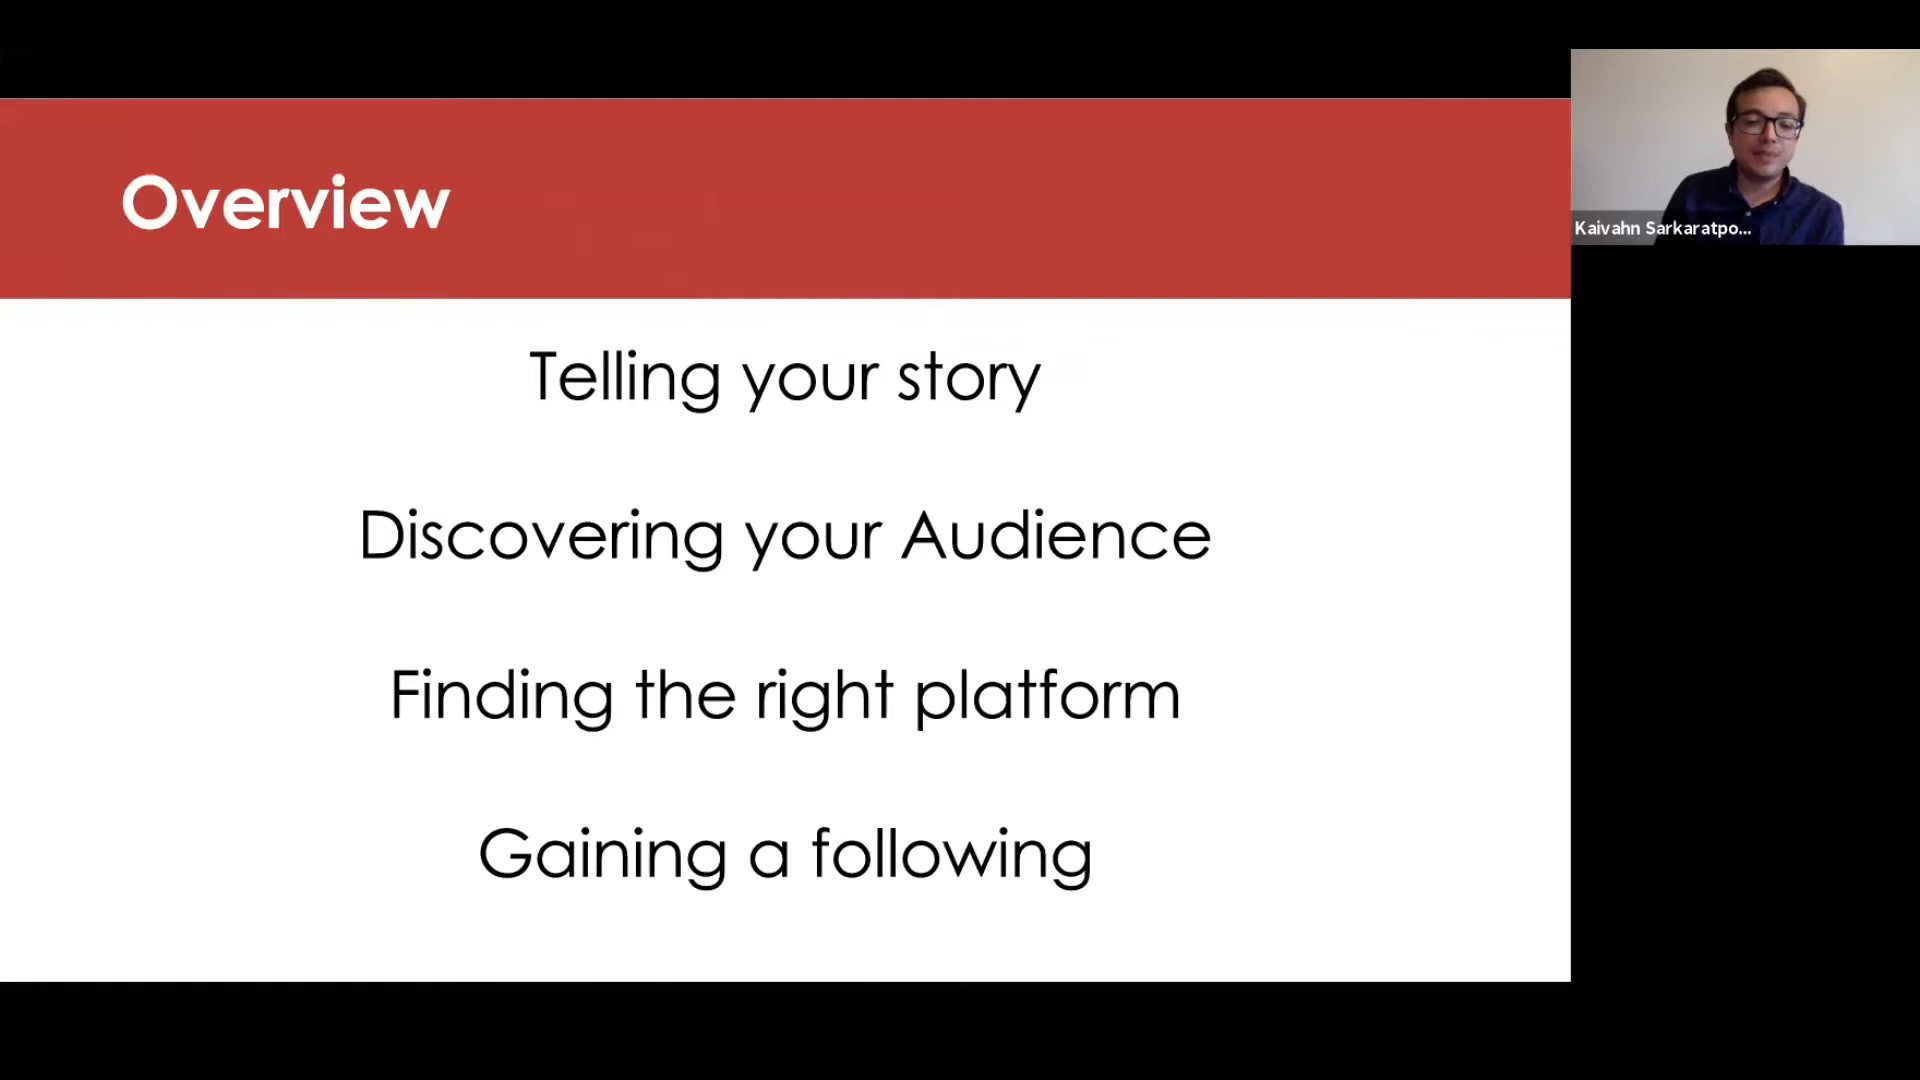 Overview
Kaivahn Sarkaratpo...
Telling your story
Discovering your Audience
Finding the right platform
Gaining a following